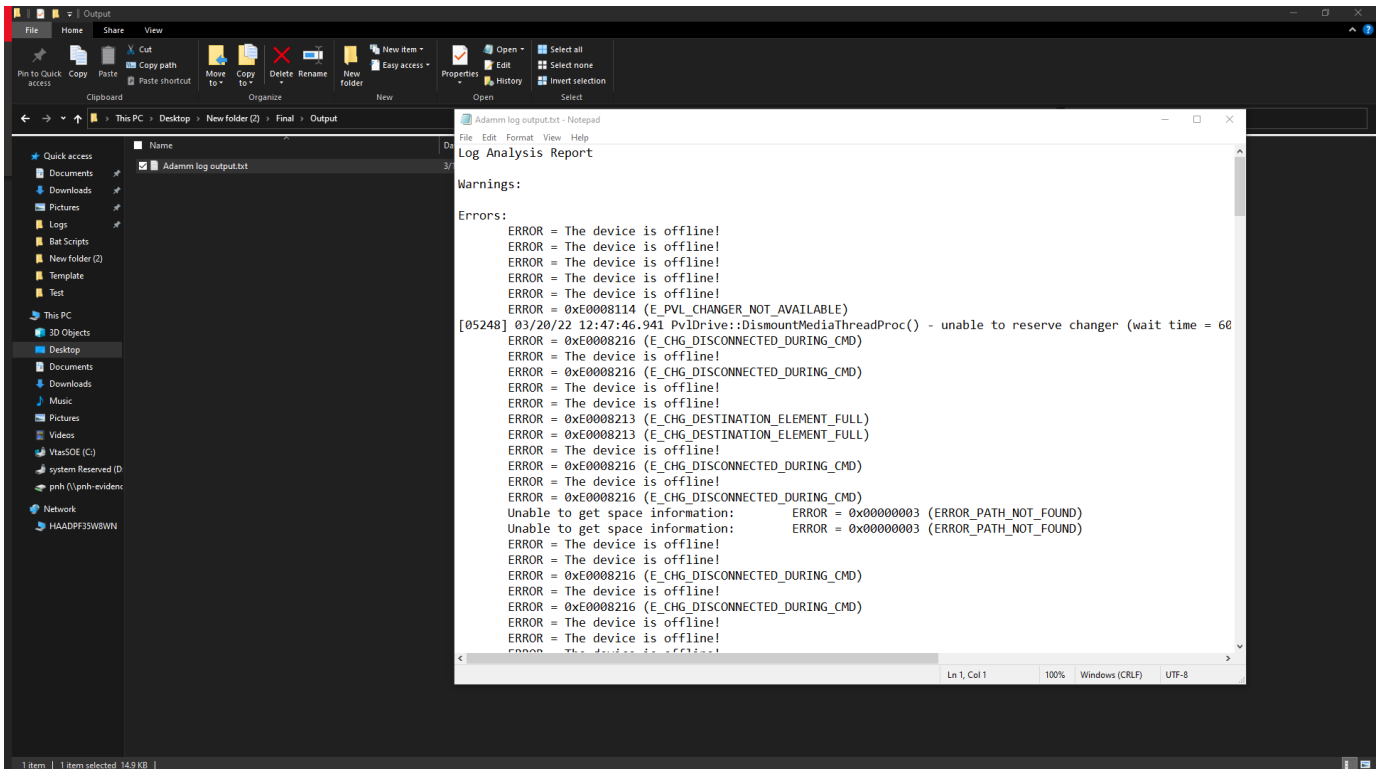 Output
File Home Share View
Pin to Quick access
Copy
Paste
Cut
Copy path
Paste shortcut
Move to
Copy to
Delete
Rename
New folder
New item
Easy access
Properties
Open
Edit
History
Select all
Select none
Invert selection
Clipboard
Organize
New
Open
Select
This PC > Desktop > New folder (2) > Final > Output
Name
Adamm log output.txt
Quick access
Documents
Downloads
Pictures
Logs
Bat Scripts
New folder (2)
Template
Test
This PC
3D Objects
Desktop
Documents
Downloads
Music
Pictures
Videos
VtasSOE (C:)
system Reserved (D
pnh (\\pnh-evidenc
Network
HAADPF35W8WN
1 item
1 item selected 14.9 KB
Adamm log output.txt - Notepad
File Edit Format View Help
Log Analysis Report
Warnings:
Errors:
ERROR = The device is offline!
ERROR = The device is offline!
ERROR = The device is offline!
ERROR = The device is offline!
ERROR = The device is offline!
ERROR = 0xE0008114 (E_PVL_CHANGER_NOT_AVAILABLE)
[05248] 03/20/22 12:47:46.941 PvlDrive::DismountMediaThreadProc() - unable to reserve changer (wait time = 60
ERROR = 0xE0008216 (E_CHG_DISCONNECTED_DURING_CMD)
ERROR = The device is offline!
ERROR = 0xE0008216 (E_CHG_DISCONNECTED_DURING_CMD)
ERROR = The device is offline!
ERROR = The device is offline!
ERROR = 0xE0008213 (E_CHG_DESTINATION_ELEMENT_FULL)
ERROR = 0xE0008213 (E_CHG_DESTINATION_ELEMENT_FULL)
ERROR = The device is offline!
ERROR = 0xE0008216 (E_CHG_DISCONNECTED_DURING_CMD)
ERROR = The device is offline!
ERROR = 0xE0008216 (E_CHG_DISCONNECTED_DURING_CMD)
Unable to get space information: ERROR = 0x00000003 (ERROR_PATH_NOT_FOUND)
Unable to get space information: ERROR = 0x00000003 (ERROR_PATH_NOT_FOUND)
ERROR = The device is offline!
ERROR = The device is offline!
ERROR = 0xE0008216 (E_CHG_DISCONNECTED_DURING_CMD)
ERROR = The device is offline!
ERROR = 0xE0008216 (E_CHG_DISCONNECTED_DURING_CMD)
ERROR = The device is offline!
ERROR = The device is offline!
ERROR = The device is offline!
Ln 1, Col 1
100%
Windows (CRLF)
UTF-8